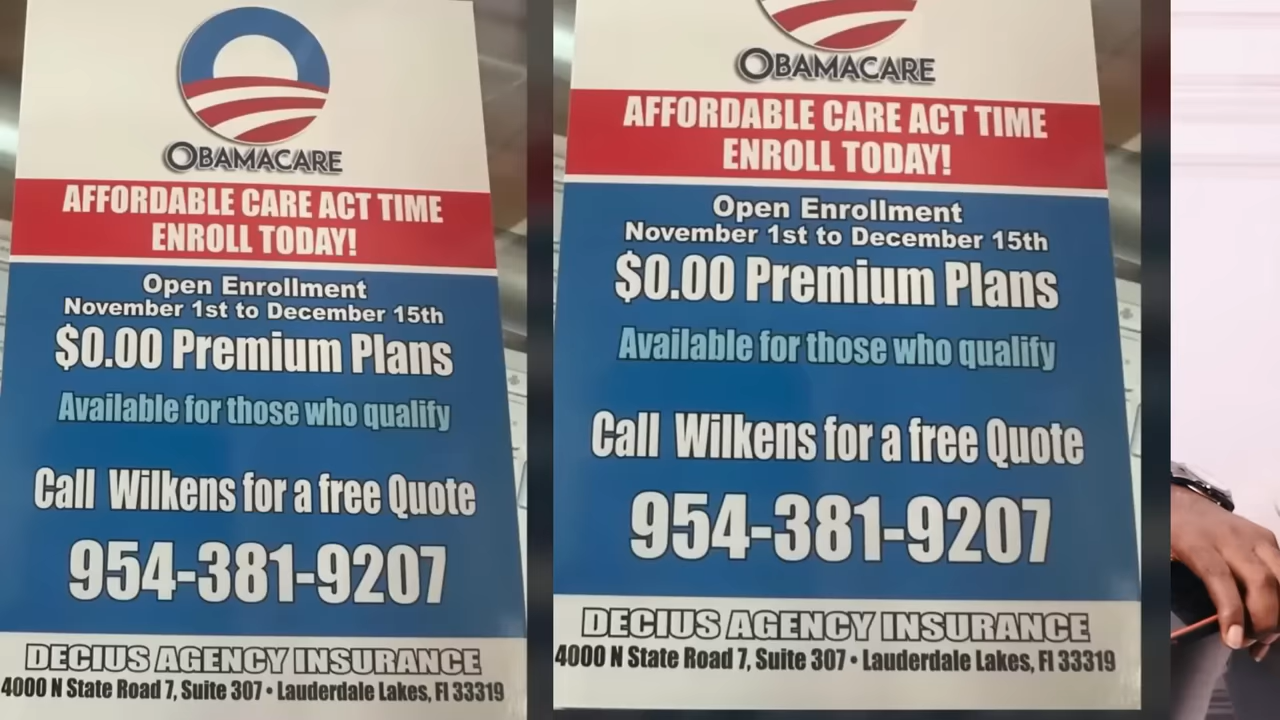 OBAMACARE
AFFORDABLE CARE ACT TIME
ENROLL TODAY!
Open Enrollment
November 1st to December 15th
$0.00 Premium Plans
Available for those who qualify
Call Wilkens for a free Quote
954-381-9207
DECIUS AGENCY INSURANCE
4000 N State Road 7, Suite 307 • Lauderdale Lakes, Fl 33319
OBAMACARE
AFFORDABLE CARE ACT TIME
ENROLL TODAY!
Open Enrollment
November 1st to December 15th
$0.00 Premium Plans
Available for those who qualify
Call Wilkens for a free Quote
954-381-9207
DECIUS AGENCY INSURANCE
4000 N State Road 7, Suite 307 • Lauderdale Lakes, Fl 33319